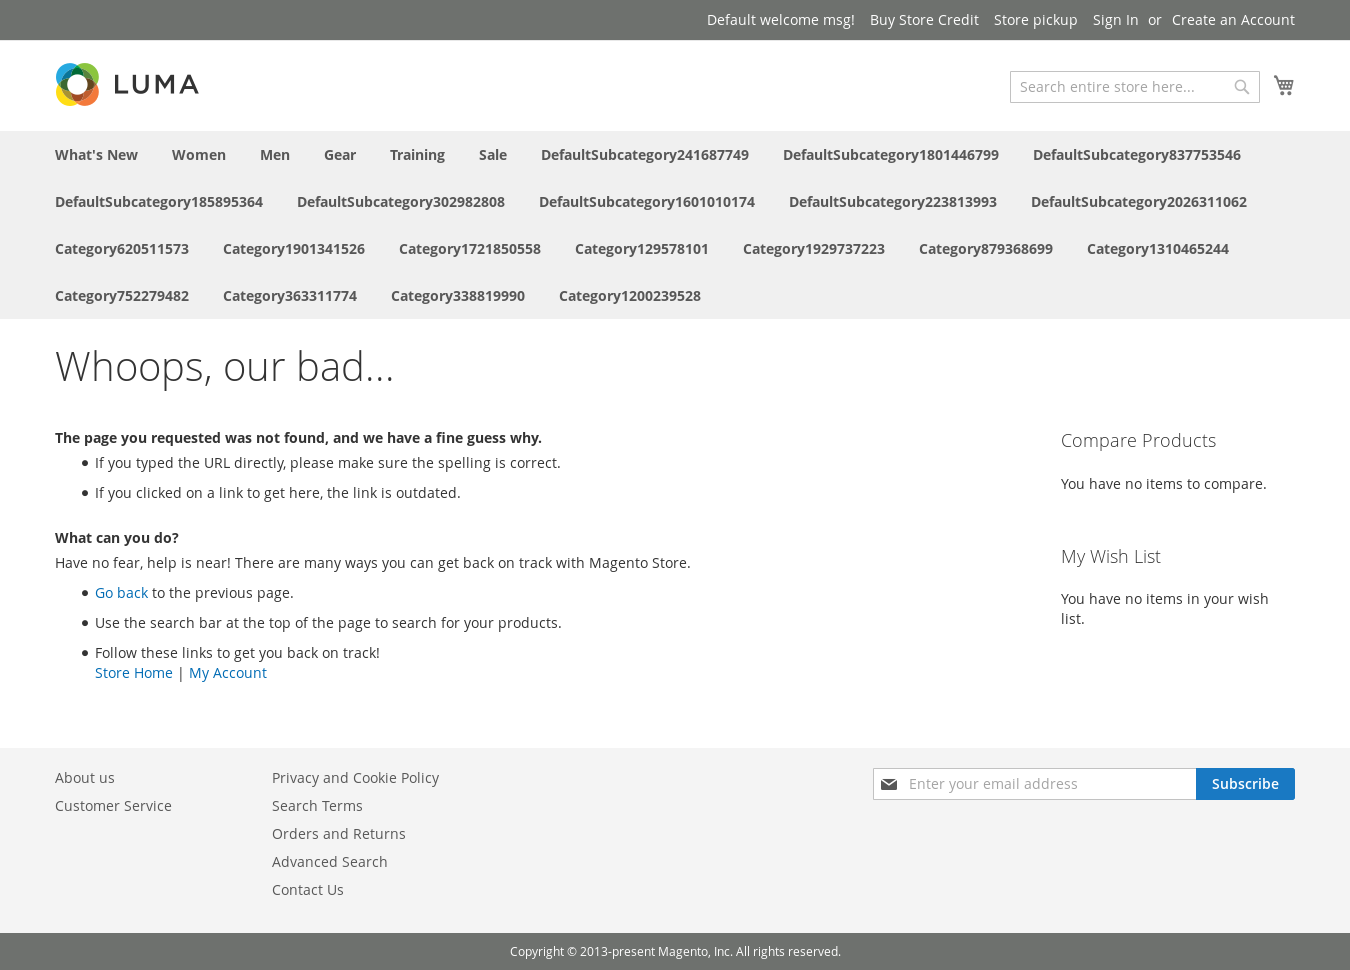 Default welcome msg! Buy Store Credit Store pickup Sign In or Create an Account
LUMA
Search entire store here...
What's New Women Men Gear Training Sale DefaultSubcategory241687749 DefaultSubcategory1801446799 DefaultSubcategory837753546
DefaultSubcategory185895364 DefaultSubcategory302982808 DefaultSubcategory1601010174 DefaultSubcategory223813993 DefaultSubcategory2026311062
Category620511573 Category1901341526 Category1721850558 Category129578101 Category1929737223 Category879368699 Category1310465244
Category752279482 Category363311774 Category338819990 Category1200239528
Whoops, our bad...
The page you requested was not found, and we have a fine guess why.
If you typed the URL directly, please make sure the spelling is correct.
If you clicked on a link to get here, the link is outdated.
What can you do?
Have no fear, help is near! There are many ways you can get back on track with Magento Store.
Go back to the previous page.
Use the search bar at the top of the page to search for your products.
Follow these links to get you back on track!
Store Home | My Account
Compare Products
You have no items to compare.
My Wish List
You have no items in your wish
list.
About us
Customer Service
Privacy and Cookie Policy
Search Terms
Orders and Returns
Advanced Search
Contact Us
Enter your email address
Subscribe
Copyright © 2013-present Magento, Inc. All rights reserved.